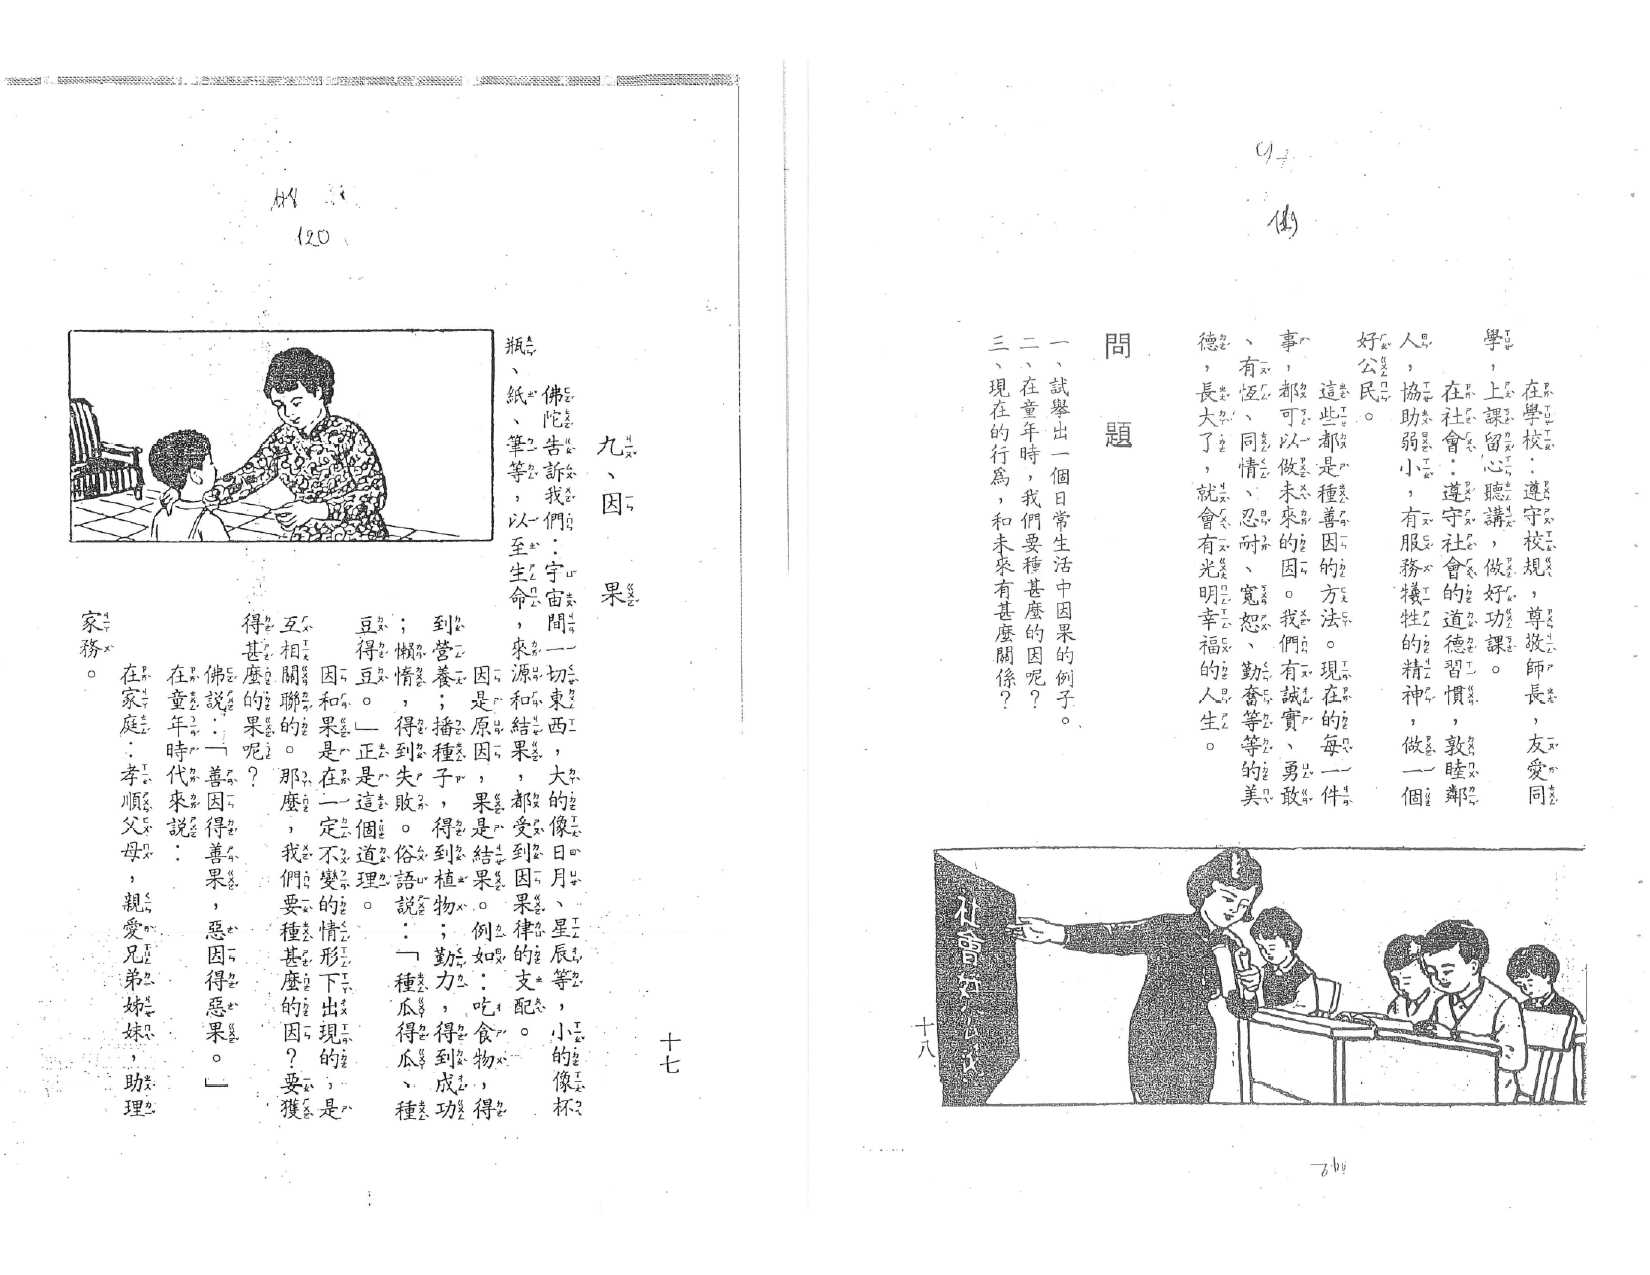 九、因果
佛陀告訴我們：宇宙間一切東西，大的像日月、星辰等，小的像杯
瓶、紙、筆等，以至生命，來源和結果，都受到因果律的支配。
因是原因，果是結果。例如：吃食物，得
到營養；播種子，得到植物；勤力，得到成功
；懶惰，得到失敗。俗語說：「種瓜得瓜、種
豆得豆。」正是這個道理。
因和果是在一定不變的情形下出現的，是
互相關聯的。那麼，我們要種甚麼的因？要獲
得甚麼的果呢？
佛說：「善因得善果，惡因得惡果。」
在童年時代來說：
在家庭：孝順父母，親愛兄弟姊妹，助理
家務。
十七
120
在學校：遵守校規，尊敬師長，友愛同
學，上課留心聽講，做好功課。
在社會：遵守社會的道德習慣，敦睦鄰
人，協助弱小，有服務犧牲的精神，做一個
好公民。
這些都是種善因的方法。現在的每一件
事，都可以做未來的因。我們有誠實、勇敢
、有恆、同情、忍耐、寬恕、勤奮等等的美
德，長大了，就會有光明幸福的人生。
問題
一、試舉出一個日常生活中因果的例子。
二、在童年時，我們要種甚麼的因呢？
三、現在的行為，和未來有甚麼關係？
社會好公民
十八